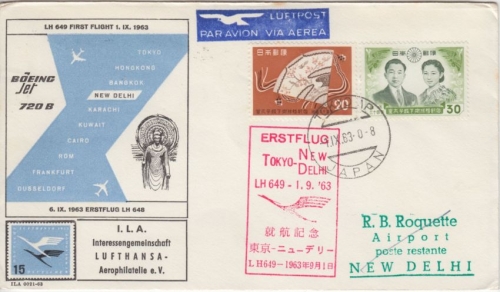 LH 649 FIRST FLIGHT 1. IX. 1963
BOEING
Jet
720 B
TOKYO
HONGKONG
BANGKOK
NEW DELHI
KARACHI
KUWAIT
CAIRO
ROM
FRANKFURT
DUSSELDORF
6. IX. 1963 ERSTFLUG LH 648
15
I.L.A.
Interessengemeinschaft
LUFTHANSA-
Aerophilatelie e.V.
LUFTPOST
PAR AVION VIA AEREA
日本郵便
日本郵便
30
JAPAN
ERSTFLUG
TOKYO-NEW DELHI
LH 649 - 1.9. '63
就航記念
東京-ニューデリー
LH649-1963年9月1日
R. B. Roquette
Airport
poste restante
NEW DELHI